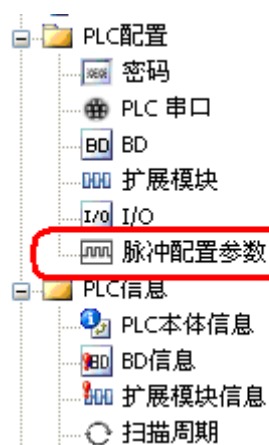 PLC配置
密码
PLC 串口
BD BD
扩展模块
I/O I/O
脉冲配置参数
PLC信息
PLC本体信息
BD BD信息
扩展模块信息
扫描周期